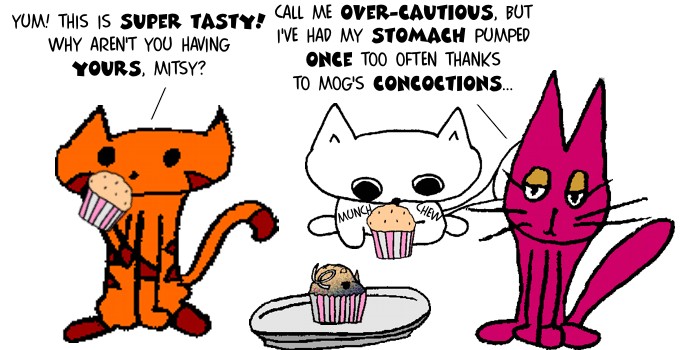 YUM! THIS IS SUPER TASTY!
WHY AREN'T YOU HAVING
YOURS, MITSY?
CALL ME OVER-CAUTIOUS, BUT
I'VE HAD MY STOMACH PUMPED
ONCE TOO OFTEN THANKS
TO MOG'S CONCOCTIONS...
MUNCH CHEW